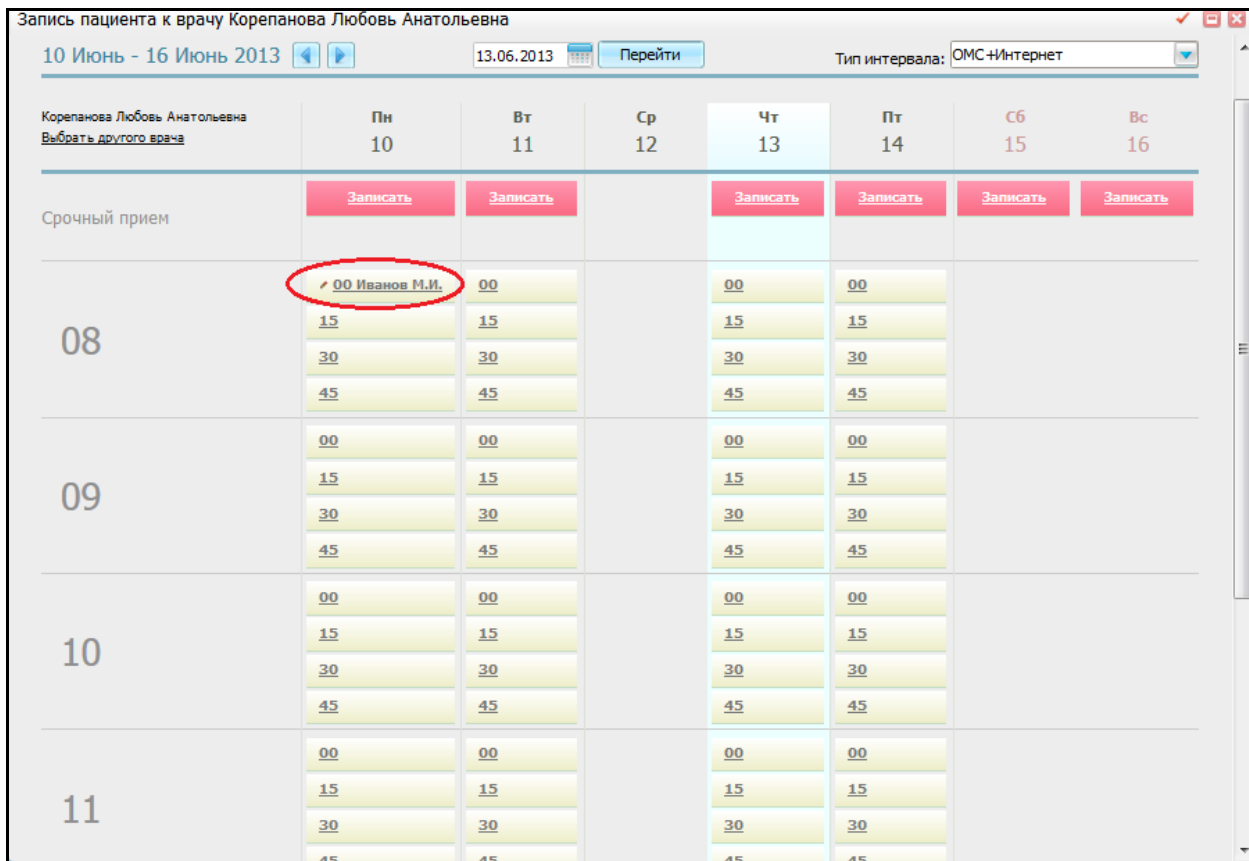 Запись пациента к врачу Корепанова Любовь Анатольевна
10 Июнь - 16 Июнь 2013 13.06.2013 Перейти Тип интервала: ОМС+Интернет
Корепанова Любовь Анатольевна Пн Вт Ср Чт Пт Сб Вс
Выбрать другого врача 10 11 12 13 14 15 16
Срочный прием Записать Записать Записать Записать Записать Записать
08
00 Иванов М.И. 00 00 00
15 15 15 15
30 30 30 30
45 45 45 45
09
00 00 00 00
15 15 15 15
30 30 30 30
45 45 45 45
10
00 00 00 00
15 15 15 15
30 30 30 30
45 45 45 45
11
00 00 00 00
15 15 15 15
30 30 30 30
45 45 45 45